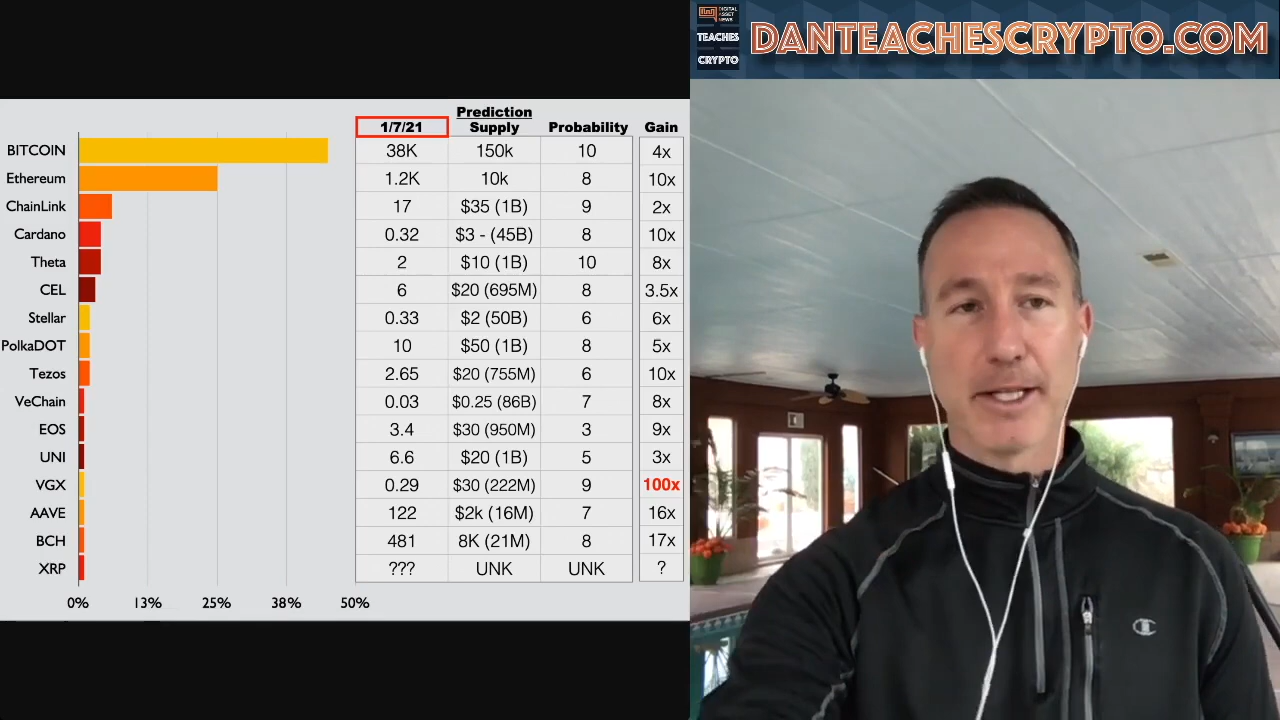 DIGITAL
ASSET
NEWS
TEACHES
CRYPTO
DANTEACHESCRYPTO.COM
Prediction
1/7/21 Supply Probability Gain
BITCOIN 38K 150k 10 4x
Ethereum 1.2K 10k 8 10x
ChainLink 17 $35 (1B) 9 2x
Cardano 0.32 $3 - (45B) 8 10x
Theta 2 $10 (1B) 10 8x
CEL 6 $20 (695M) 8 3.5x
Stellar 0.33 $2 (50B) 6 6x
PolkaDOT 10 $50 (1B) 8 5x
Tezos 2.65 $20 (755M) 6 10x
VeChain 0.03 $0.25 (86B) 7 8x
EOS 3.4 $30 (950M) 3 9x
UNI 6.6 $20 (1B) 5 3x
VGX 0.29 $30 (222M) 9 100x
AAVE 122 $2k (16M) 7 16x
BCH 481 8K (21M) 8 17x
XRP ??? UNK UNK ?
0% 13% 25% 38% 50%